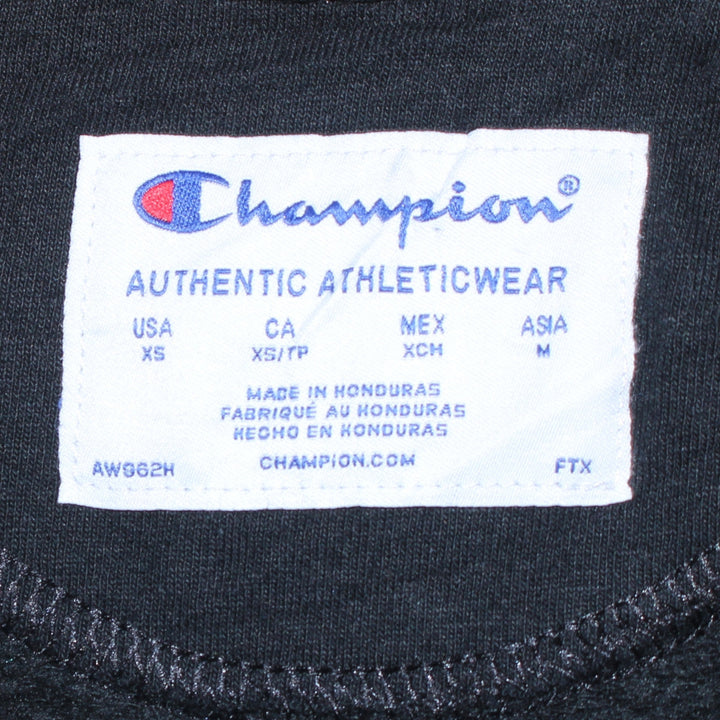 Champion®
AUTHENTIC ATHLETICWEAR
USA CA MEX ASIA
XS XS/TP XCH M
MADE IN HONDURAS
FABRIQUÉ AU HONDURAS
HECHO EN HONDURAS
AW962H CHAMPION.COM FTX